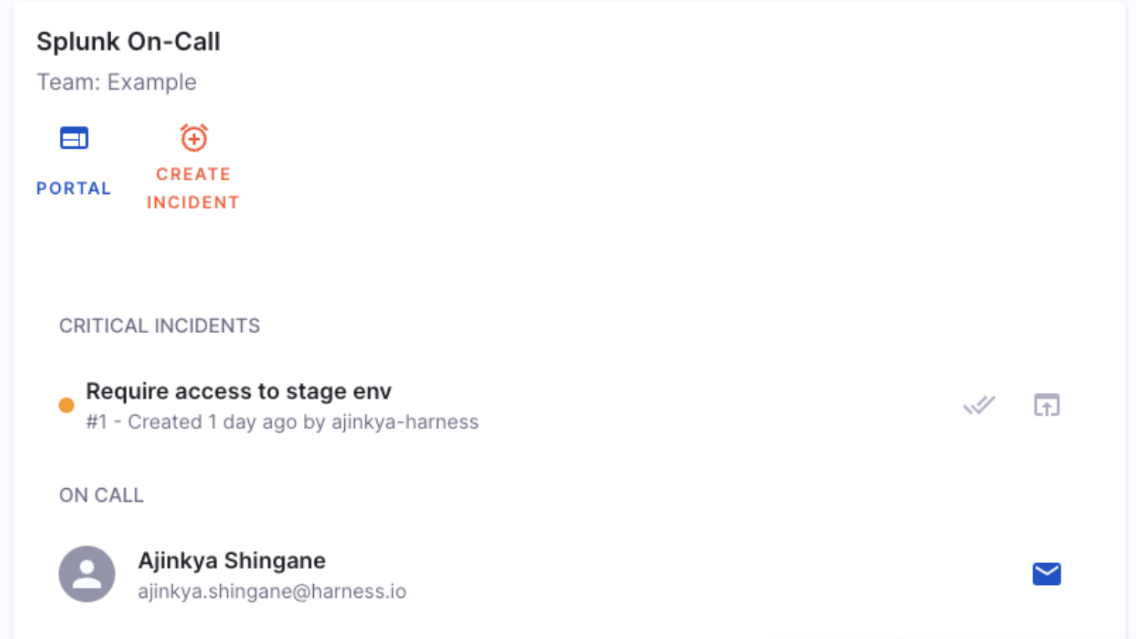 Splunk On-Call
Team: Example
PORTAL
CREATE
INCIDENT
CRITICAL INCIDENTS
Require access to stage env
#1 - Created 1 day ago by ajinkya-harness
ON CALL
Ajinkya Shingane
ajinkya.shingane@harness.io